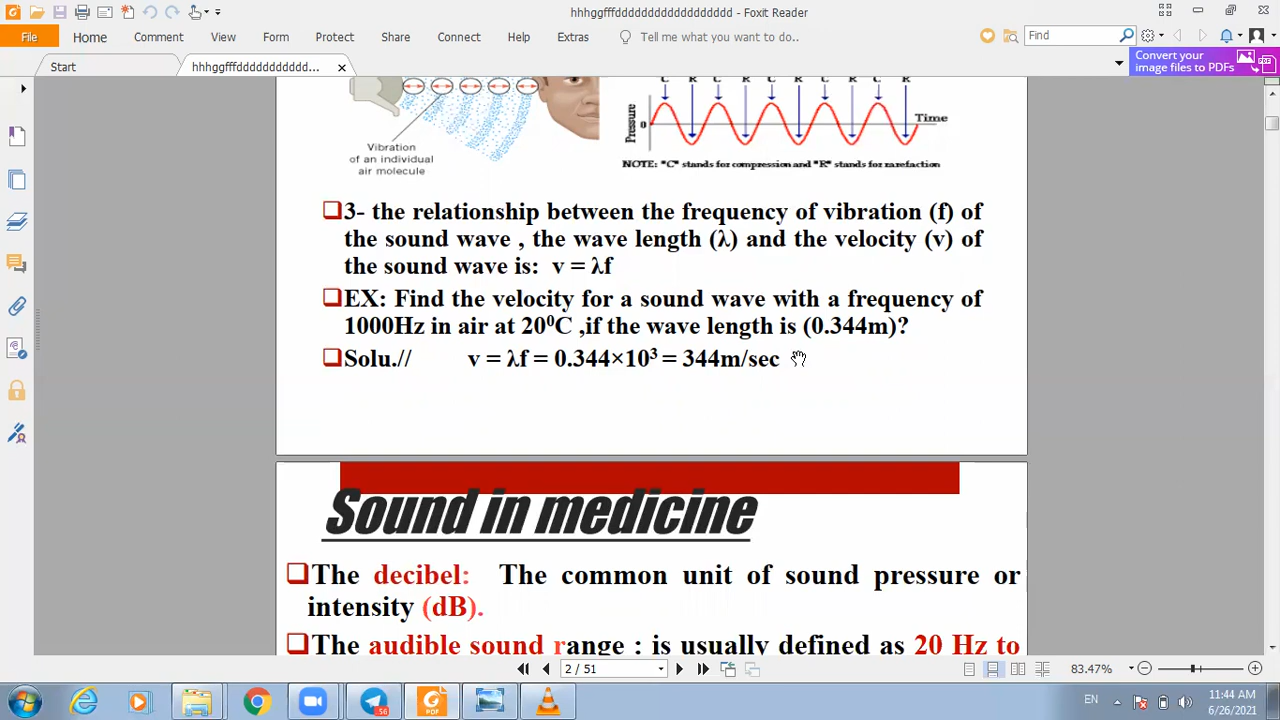 hhhggfffdddddddddddddddddd - Foxit Reader
File Home Comment View Form Protect Share Connect Help Extras Tell me what you want to do.. Find
Start hhhggfffddddddddddd...
Convert your
image files to PDFs
C R C R C R C R C R
Pressure
0
Time
Vibration
of an individual
air molecule
NOTE: "C" stands for compression and "R" stands for rarefaction
3- the relationship between the frequency of vibration (f) of
the sound wave , the wave length (λ) and the velocity (v) of
the sound wave is: v = λf
EX: Find the velocity for a sound wave with a frequency of
1000Hz in air at 20⁰C ,if the wave length is (0.344m)?
Solu.// v = λf = 0.344×10³ = 344m/sec
Sound in medicine
The decibel: The common unit of sound pressure or
intensity (dB).
The audible sound range : is usually defined as 20 Hz to
2 / 51
83.47%
56
PDF
EN
11:44 AM
6/26/2021